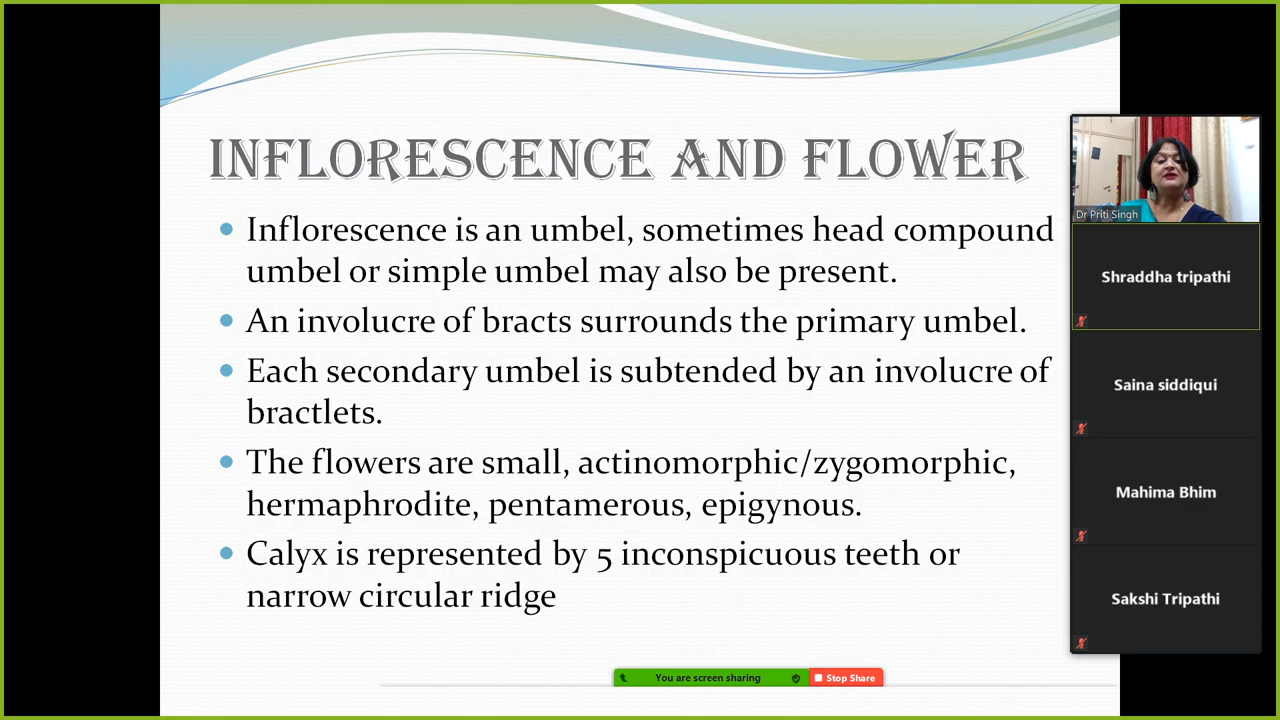 INFLORESCENCE AND FLOWER
Inflorescence is an umbel, sometimes head compound
umbel or simple umbel may also be present.
An involucre of bracts surrounds the primary umbel.
Each secondary umbel is subtended by an involucre of
bractlets.
The flowers are small, actinomorphic/zygomorphic,
hermaphrodite, pentamerous, epigynous.
Calyx is represented by 5 inconspicuous teeth or
narrow circular ridge
Dr Priti Singh
Shraddha tripathi
Saina siddiqui
Mahima Bhim
Sakshi Tripathi
You are screen sharing
Stop Share